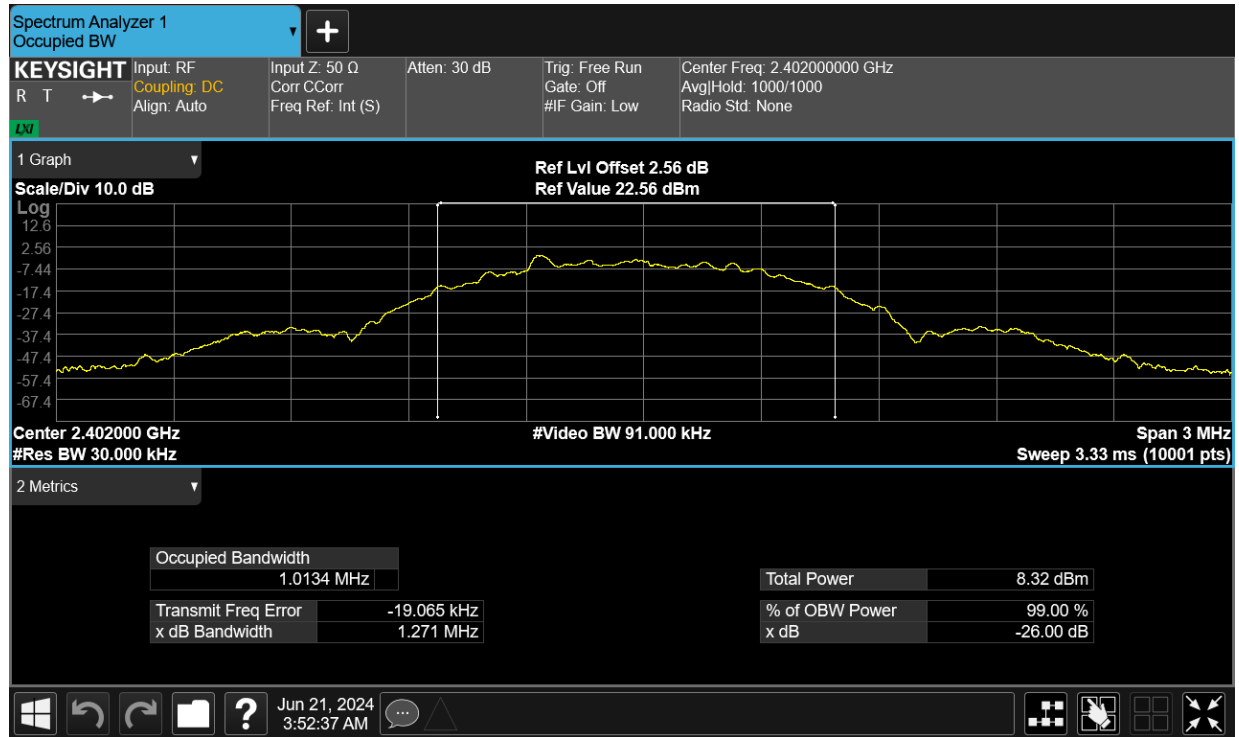 Spectrum Analyzer 1
Occupied BW
KEYSIGHT
R T
LXI
Input: RF
Coupling: DC
Align: Auto
Input Z: 50 Ω
Corr CCorr
Freq Ref: Int (S)
Atten: 30 dB
Trig: Free Run
Gate: Off
#IF Gain: Low
Center Freq: 2.402000000 GHz
Avg|Hold: 1000/1000
Radio Std: None
1 Graph
Scale/Div 10.0 dB
Ref Lvl Offset 2.56 dB
Ref Value 22.56 dBm
Log
12.6
2.56
-7.44
-17.4
-27.4
-37.4
-47.4
-57.4
-67.4
Center 2.402000 GHz
#Video BW 91.000 kHz
Span 3 MHz
#Res BW 30.000 kHz
Sweep 3.33 ms (10001 pts)
2 Metrics
Occupied Bandwidth
1.0134 MHz
Total Power 8.32 dBm
Transmit Freq Error -19.065 kHz
% of OBW Power 99.00 %
x dB Bandwidth 1.271 MHz
x dB -26.00 dB
?
Jun 21, 2024
3:52:37 AM